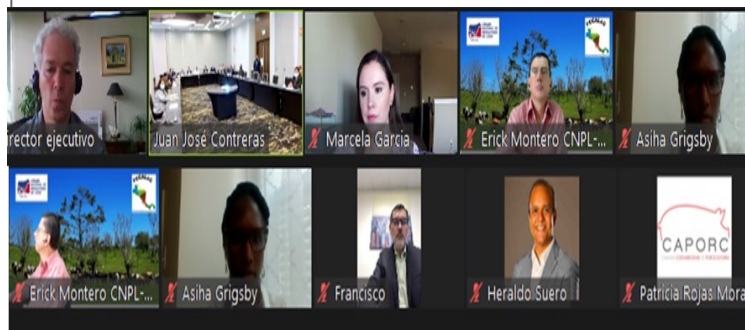 irector ejecutivo
Juan José Contreras
Marcela Garcia
Erick Montero CNPL-...
Asiha Grigsby
Erick Montero CNPL-...
Asiha Grigsby
Francisco
Heraldo Suero
CAPORC
Patricia Rojas Mora